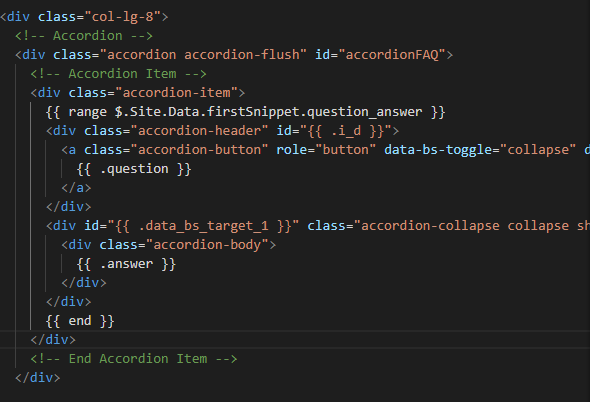 <div class="col-lg-8">
<!-- Accordion -->
<div class="accordion accordion-flush" id="accordionFAQ">
<!-- Accordion Item -->
<div class="accordion-item">
{{ range $.Site.Data.firstSnippet.question_answer }}
<div class="accordion-header" id="{{ .i_d }}">
<a class="accordion-button" role="button" data-bs-toggle="collapse" d
{{ .question }}
</a>
</div>
<div id="{{ .data_bs_target_1 }}" class="accordion-collapse collapse sh
<div class="accordion-body">
{{ .answer }}
</div>
</div>
{{ end }}
</div>
<!-- End Accordion Item -->
</div>